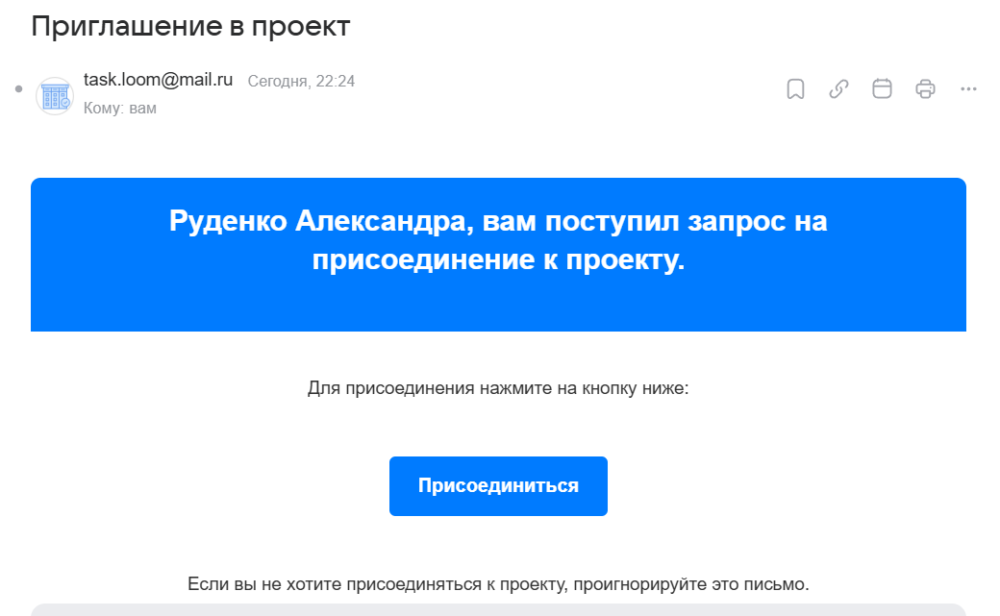 Приглашение в проект
task.loom@mail.ru Сегодня, 22:24
Кому: вам
Руденко Александра, вам поступил запрос на
присоединение к проекту.
Для присоединения нажмите на кнопку ниже:
Присоединиться
Если вы не хотите присоединяться к проекту, проигнорируйте это письмо.